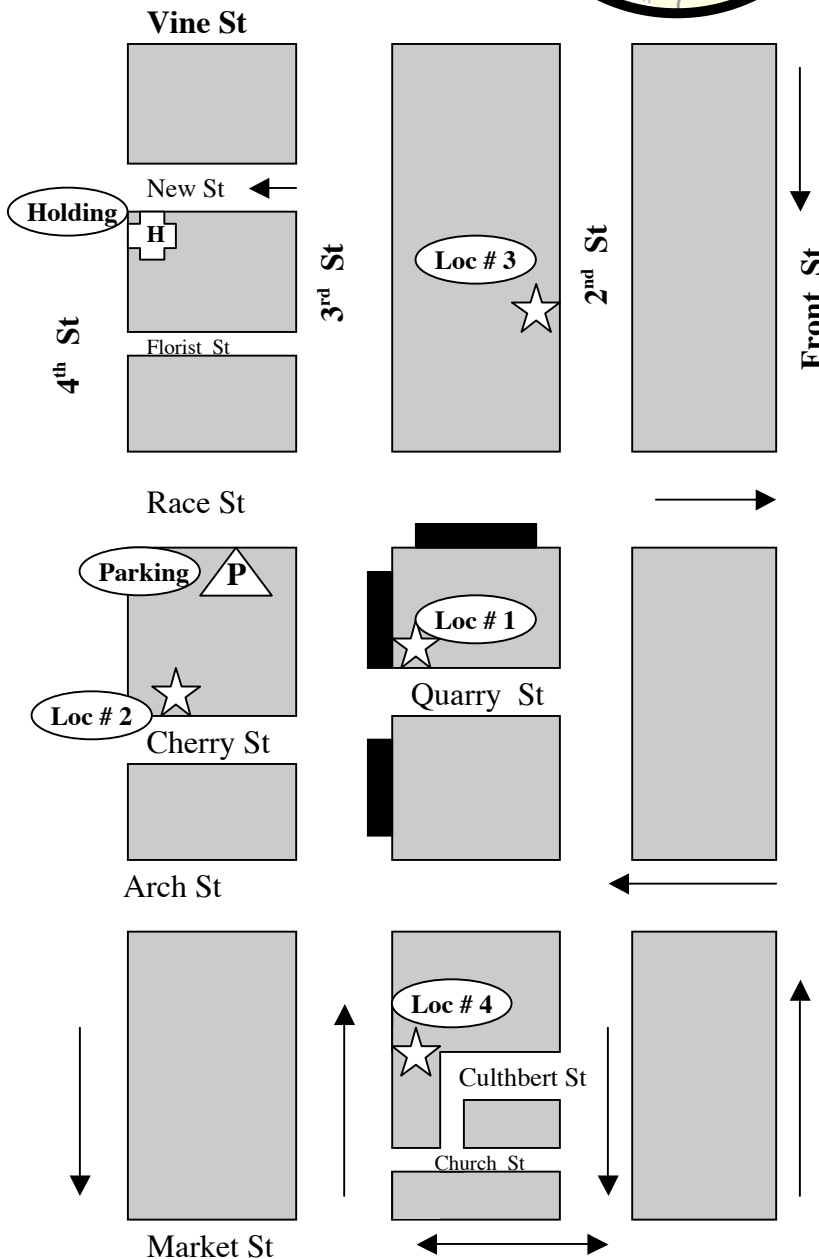 Vine St
New St
Holding
H
Loc # 3
3rd St
2nd St
Front St
4th St
Florist St
Race St
Parking
P
Loc # 1
Loc # 2
Quarry St
Cherry St
Arch St
Loc # 4
Culthbert St
Church St
Market St